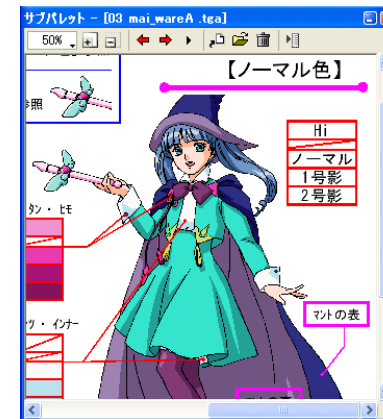 サブパレット - [03 mai_wareA .tga]
50%
【ノーマル色】
参照
Hi
ノーマル
1号影
2号影
タン・ヒモ
ツ・インナー
マントの表